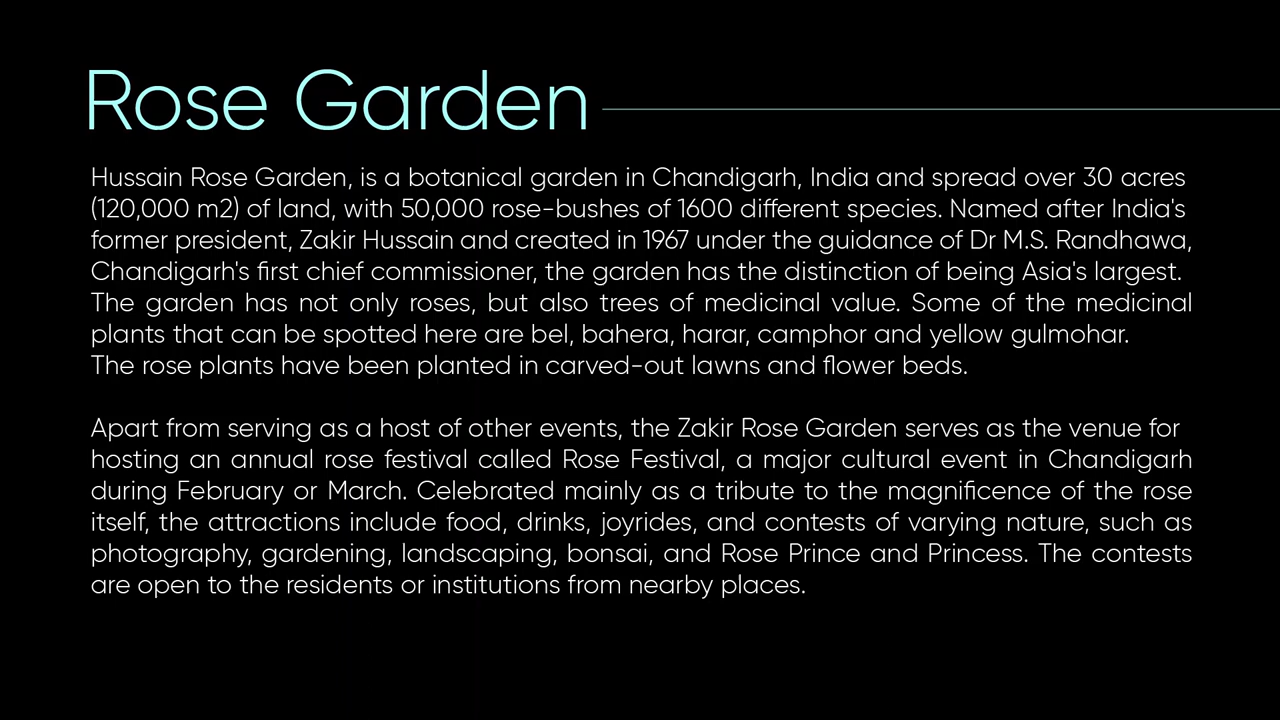 Rose Garden
Hussain Rose Garden, is a botanical garden in Chandigarh, India and spread over 30 acres
(120,000 m2) of land, with 50,000 rose-bushes of 1600 different species. Named after India's
former president, Zakir Hussain and created in 1967 under the guidance of Dr M.S. Randhawa,
Chandigarh's first chief commissioner, the garden has the distinction of being Asia's largest.
The garden has not only roses, but also trees of medicinal value. Some of the medicinal
plants that can be spotted here are bel, bahera, harar, camphor and yellow gulmohar.
The rose plants have been planted in carved-out lawns and flower beds.
Apart from serving as a host of other events, the Zakir Rose Garden serves as the venue for
hosting an annual rose festival called Rose Festival, a major cultural event in Chandigarh
during February or March. Celebrated mainly as a tribute to the magnificence of the rose
itself, the attractions include food, drinks, joyrides, and contests of varying nature, such as
photography, gardening, landscaping, bonsai, and Rose Prince and Princess. The contests
are open to the residents or institutions from nearby places.